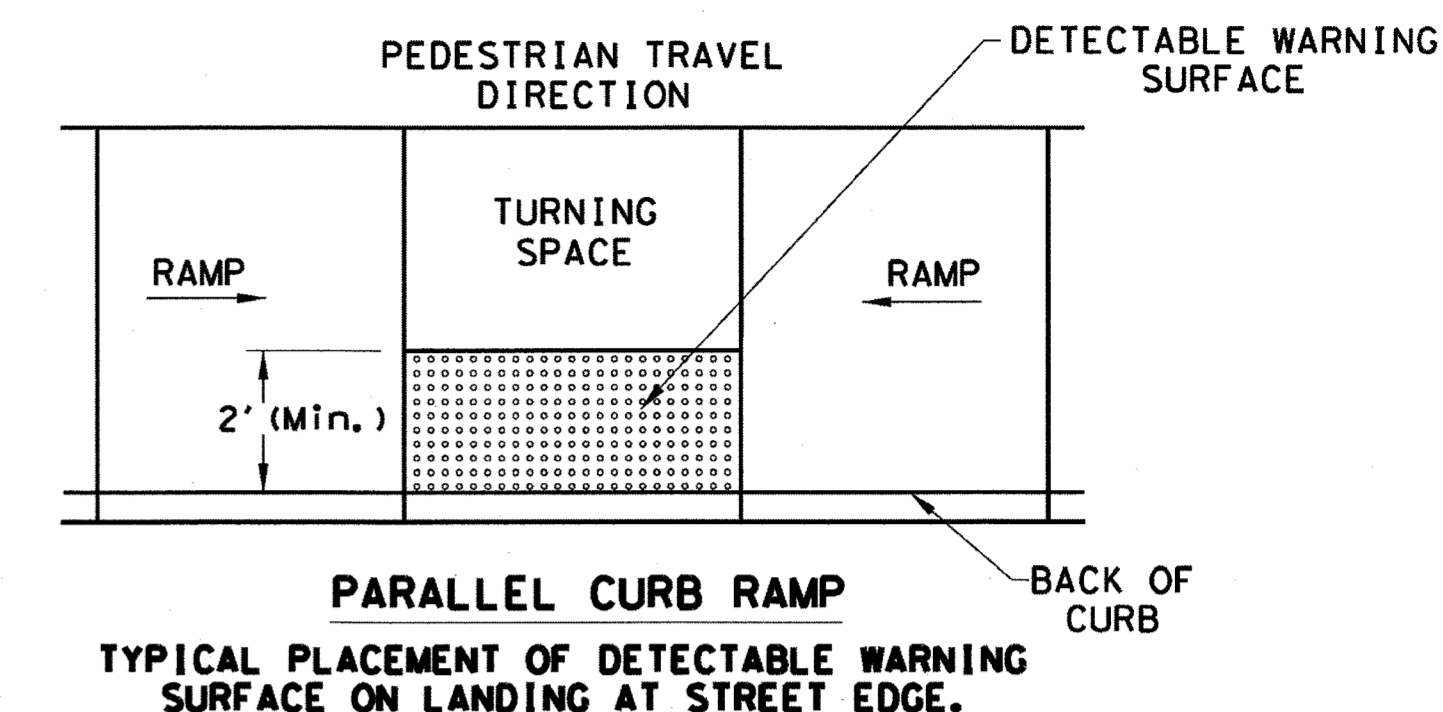 PEDESTRIAN TRAVEL
DIRECTION
DETECTABLE WARNING
SURFACE
TURNING
SPACE
RAMP
RAMP
2' (Min.)
BACK OF
CURB
PARALLEL CURB RAMP
TYPICAL PLACEMENT OF DETECTABLE WARNING
SURFACE ON LANDING AT STREET EDGE.